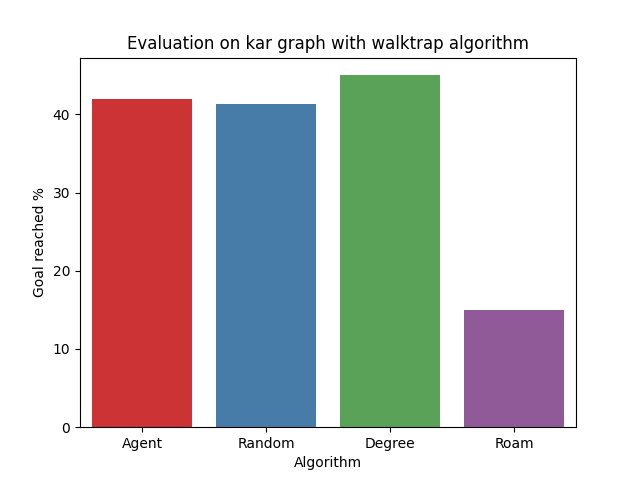 Evaluation on kar graph with walktrap algorithm
Goal reached %
40
30
20
10
0
Agent Random Degree Roam
Algorithm